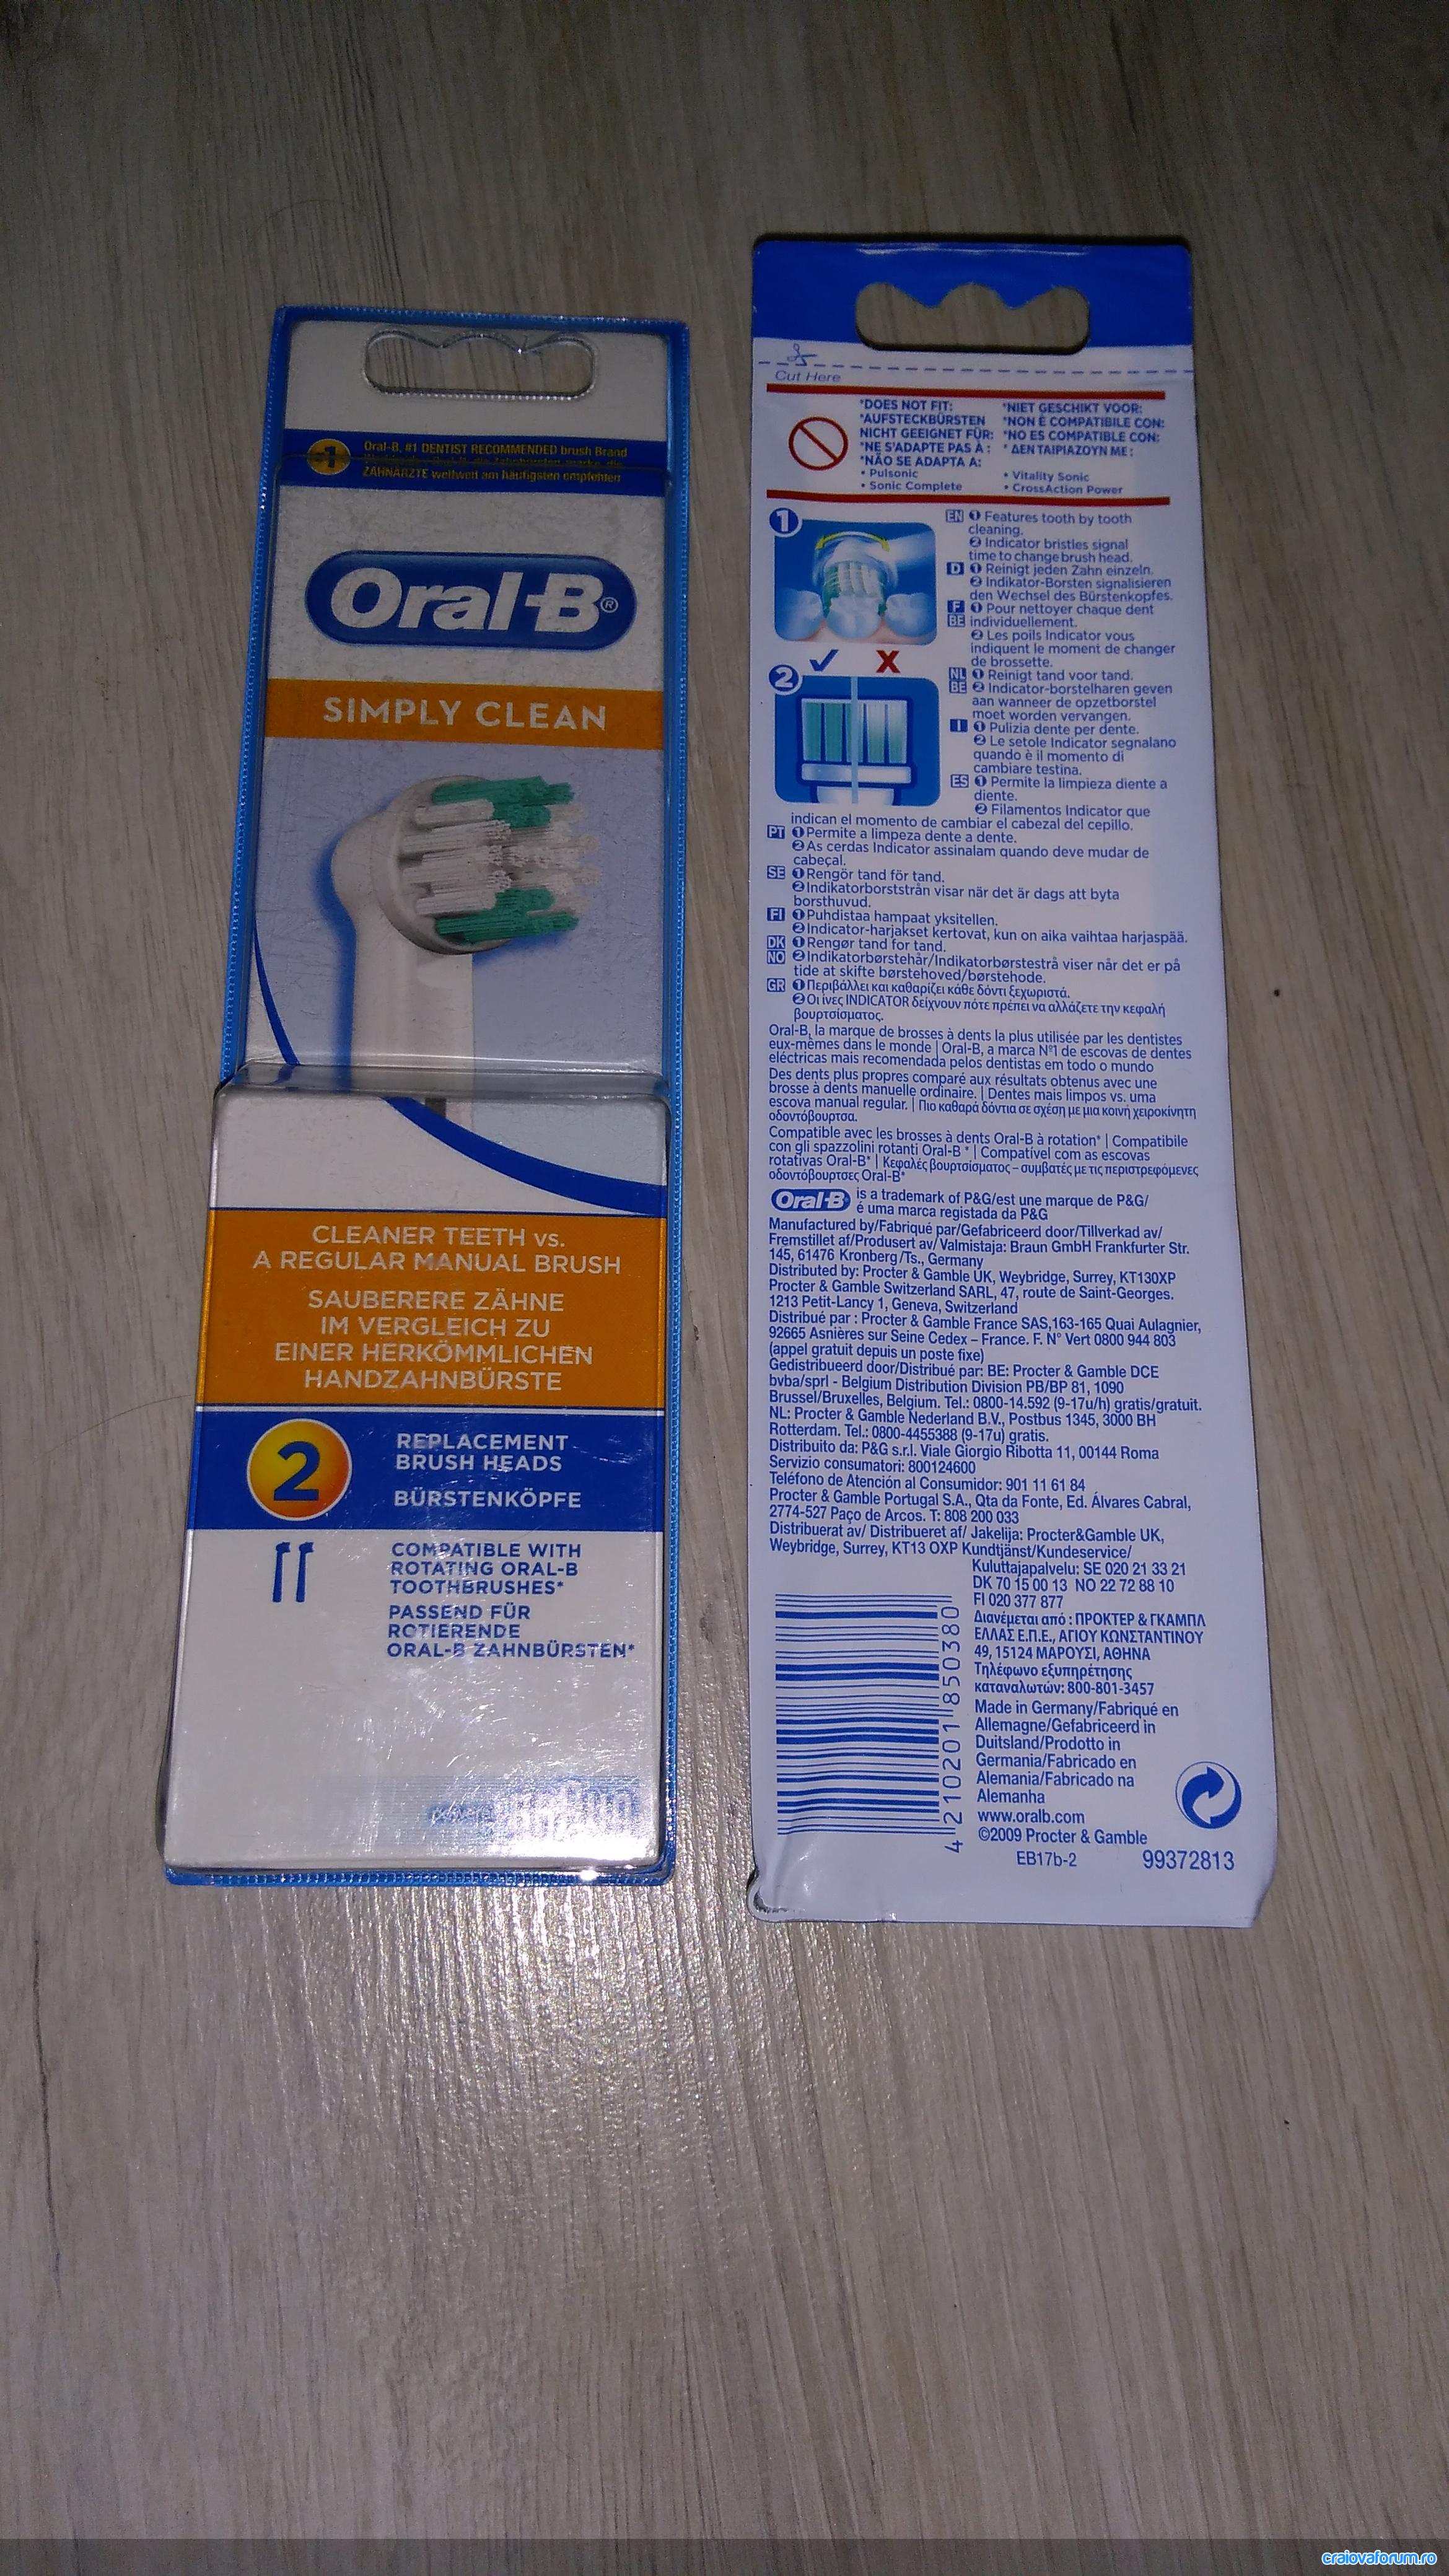 Oral-B, #1 DENTIST RECOMMENDED brush Brand
ZAHNÄRZTE weltweit am häufigsten empfehlen
Oral-B®
SIMPLY CLEAN
CLEANER TEETH vs.
A REGULAR MANUAL BRUSH
SAUBERERE ZÄHNE
IM VERGLEICH ZU
EINER HERKÖMMLICHEN
HANDZAHNBÜRSTE
2
REPLACEMENT
BRUSH HEADS
BÜRSTENKÖPFE
COMPATIBLE WITH
ROTATING ORAL-B
TOOTHBRUSHES*
PASSEND FÜR
ROTIERENDE
ORAL-B ZAHNBÜRSTEN*
Cut Here
*DOES NOT FIT:
*AUFSTECKBÜRSTEN
NICHT GEEIGNET FÜR:
*NE S'ADAPTE PAS À :
*NÃO SE ADAPTA A:
• Pulsonic
• Sonic Complete
*NIET GESCHIKT VOOR:
*NON È COMPATIBILE CON:
*NO ES COMPATIBLE CON:
* ΔΕΝ ΤΑΙΡΙΑΖΟΥΝ ΜΕ :
• Vitality Sonic
• CrossAction Power
1
2
EN ❶ Features tooth by tooth
cleaning.
❷ Indicator bristles signal
time to change brush head.
D ❶ Reinigt jeden Zahn einzeln.
❷ Indikator-Borsten signalisieren
den Wechsel des Bürstenkopfes.
F ❶ Pour nettoyer chaque dent
BE individuellement.
❷ Les poils Indicator vous
indiquent le moment de changer
de brossette.
NL ❶ Reinigt tand voor tand.
BE ❷ Indicator-borstelharen geven
aan wanneer de opzetborstel
moet worden vervangen.
I ❶ Pulizia dente per dente.
❷ Le setole Indicator segnalano
quando è il momento di
cambiare testina.
ES ❶ Permite la limpieza diente a
diente.
❷ Filamentos Indicator que
indican el momento de cambiar el cabezal del cepillo.
PT ❶ Permite a limpeza dente a dente.
❷ As cerdas Indicator assinalam quando deve mudar de
cabeçal.
SE ❶ Rengör tand för tand.
❷ Indikatorborststrån visar när det är dags att byta
borsthuvud.
FI ❶ Puhdistaa hampaat yksitellen.
❷ Indicator-harjakset kertovat, kun on aika vaihtaa harjaspää.
DK ❶ Rengør tand for tand.
NO ❷ Indikatorbørstehår/Indikatorbørstestrå viser når det er på
tide at skifte børstehoved/børstehode.
GR ❶ Περιβάλλει και καθαρίζει κάθε δόντι ξεχωριστά.
❷ Οι ίνες INDICATOR δείχνουν πότε πρέπει να αλλάζετε την κεφαλή
βουρτσίσματος.
Oral-B, la marque de brosses à dents la plus utilisée par les dentistes
eux-mêmes dans le monde | Oral-B, a marca Nº1 de escovas de dentes
eléctricas mais recomendada pelos dentistas em todo o mundo
Des dents plus propres comparé aux résultats obtenus avec une
brosse à dents manuelle ordinaire. | Dentes mais limpos vs. uma
escova manual regular. | Πιο καθαρά δόντια σε σχέση με μια κοινή χειροκίνητη
οδοντόβουρτσα.
Compatible avec les brosses à dents Oral-B à rotation* | Compatibile
con gli spazzolini rotanti Oral-B * | Compatível com as escovas
rotativas Oral-B* | Κεφαλές βουρτσίσματος – συμβατές με τις περιστρεφόμενες
οδοντόβουρτσες Oral-B*
Oral-B is a trademark of P&G/est une marque de P&G/
é uma marca registada da P&G
Manufactured by/Fabriqué par/Gefabriceerd door/Tillverkad av/
Fremstillet af/Produsert av/ Valmistaja: Braun GmbH Frankfurter Str.
145, 61476 Kronberg/Ts., Germany
Distributed by: Procter & Gamble UK, Weybridge, Surrey, KT130XP
Procter & Gamble Switzerland SARL, 47, route de Saint-Georges.
1213 Petit-Lancy 1, Geneva, Switzerland
Distribué par : Procter & Gamble France SAS,163-165 Quai Aulagnier,
92665 Asnières sur Seine Cedex – France. F. N° Vert 0800 944 803
(appel gratuit depuis un poste fixe)
Gedistribueerd door/Distribué par: BE: Procter & Gamble DCE
bvba/sprl - Belgium Distribution Division PB/BP 81, 1090
Brussel/Bruxelles, Belgium. Tel.: 0800-14.592 (9-17u/h) gratis/gratuit.
NL: Procter & Gamble Nederland B.V., Postbus 1345, 3000 BH
Rotterdam. Tel.: 0800-4455388 (9-17u) gratis.
Distribuito da: P&G s.r.l. Viale Giorgio Ribotta 11, 00144 Roma
Servizio consumatori: 800124600
Teléfono de Atención al Consumidor: 901 11 61 84
Procter & Gamble Portugal S.A., Qta da Fonte, Ed. Álvares Cabral,
2774-527 Paço de Arcos. T: 808 200 033
Distribuerat av/ Distribueret af/ Jakelija: Procter&Gamble UK,
Weybridge, Surrey, KT13 OXP Kundtjänst/Kundeservice/
Kuluttajapalvelu: SE 020 21 33 21
DK 70 15 00 13 NO 22 72 88 10
FI 020 377 877
Διανέμεται από : ΠΡΟΚΤΕΡ & ΓΚΑΜΠΛ
ΕΛΛΑΣ Ε.Π.Ε., ΑΓΙΟΥ ΚΩΝΣΤΑΝΤΙΝΟΥ
49, 15124 ΜΑΡΟΥΣΙ, ΑΘΗΝΑ
Τηλέφωνο εξυπηρέτησης
καταναλωτών: 800-801-3457
Made in Germany/Fabriqué en
Allemagne/Gefabriceerd in
Duitsland/Prodotto in
Germania/Fabricado en
Alemania/Fabricado na
Alemanha
www.oralb.com
©2009 Procter & Gamble
EB17b-2 99372813
4 210201 850380
craiovaforum.ro